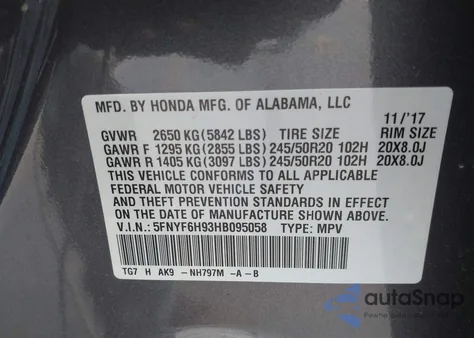 MFD. BY HONDA MFG. OF ALABAMA, LLC
11/'17
GVWR 2650 KG (5842 LBS) TIRE SIZE RIM SIZE
GAWR F 1295 KG (2855 LBS) 245/50R20 102H 20X8.0J
GAWR R 1405 KG (3097 LBS) 245/50R20 102H 20X8.0J
THIS VEHICLE CONFORMS TO ALL APPLICABLE
FEDERAL MOTOR VEHICLE SAFETY
AND THEFT PREVENTION STANDARDS IN EFFECT
ON THE DATE OF MANUFACTURE SHOWN ABOVE.
V.I.N.: 5FNYF6H93HB095058 TYPE: MPV
TG7 H AK9 - NH797M -A-B
autoSnap